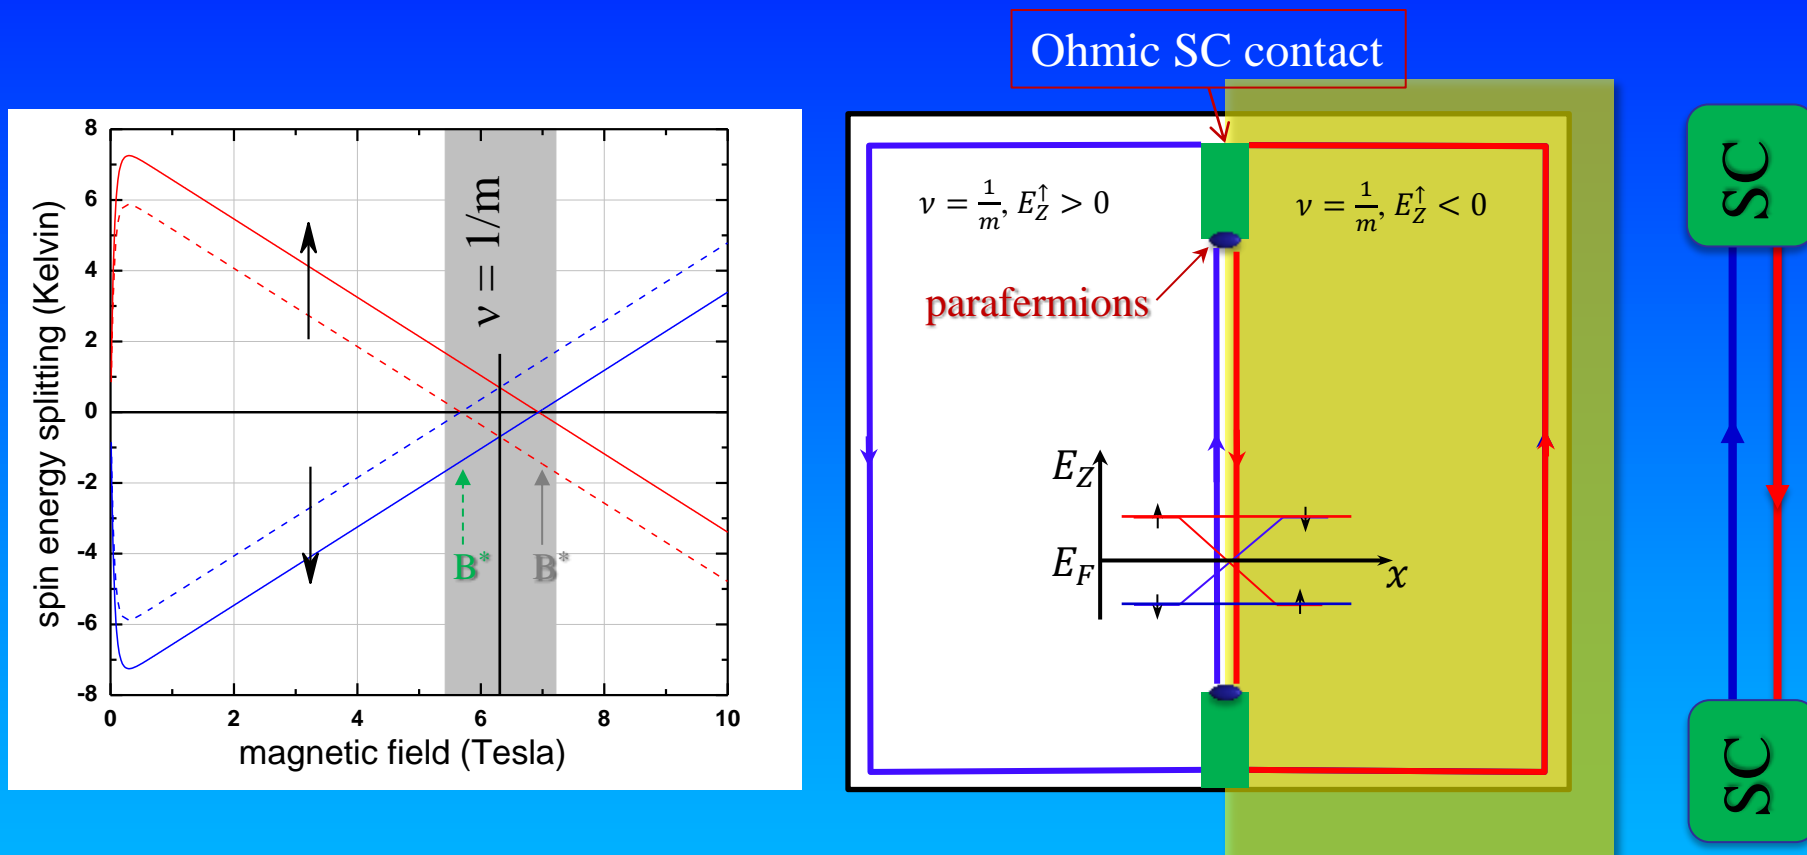 Ohmic SC contact
8
6
4
2
0
-2
-4
-6
-8
0 2 4 6 8 10
spin energy splitting (Kelvin)
magnetic field (Tesla)
ν = 1/m
B*
B*
ν = 1/m, E_Z^↑ > 0
ν = 1/m, E_Z^↑ < 0
parafermions
E_Z
E_F
x
SC
SC